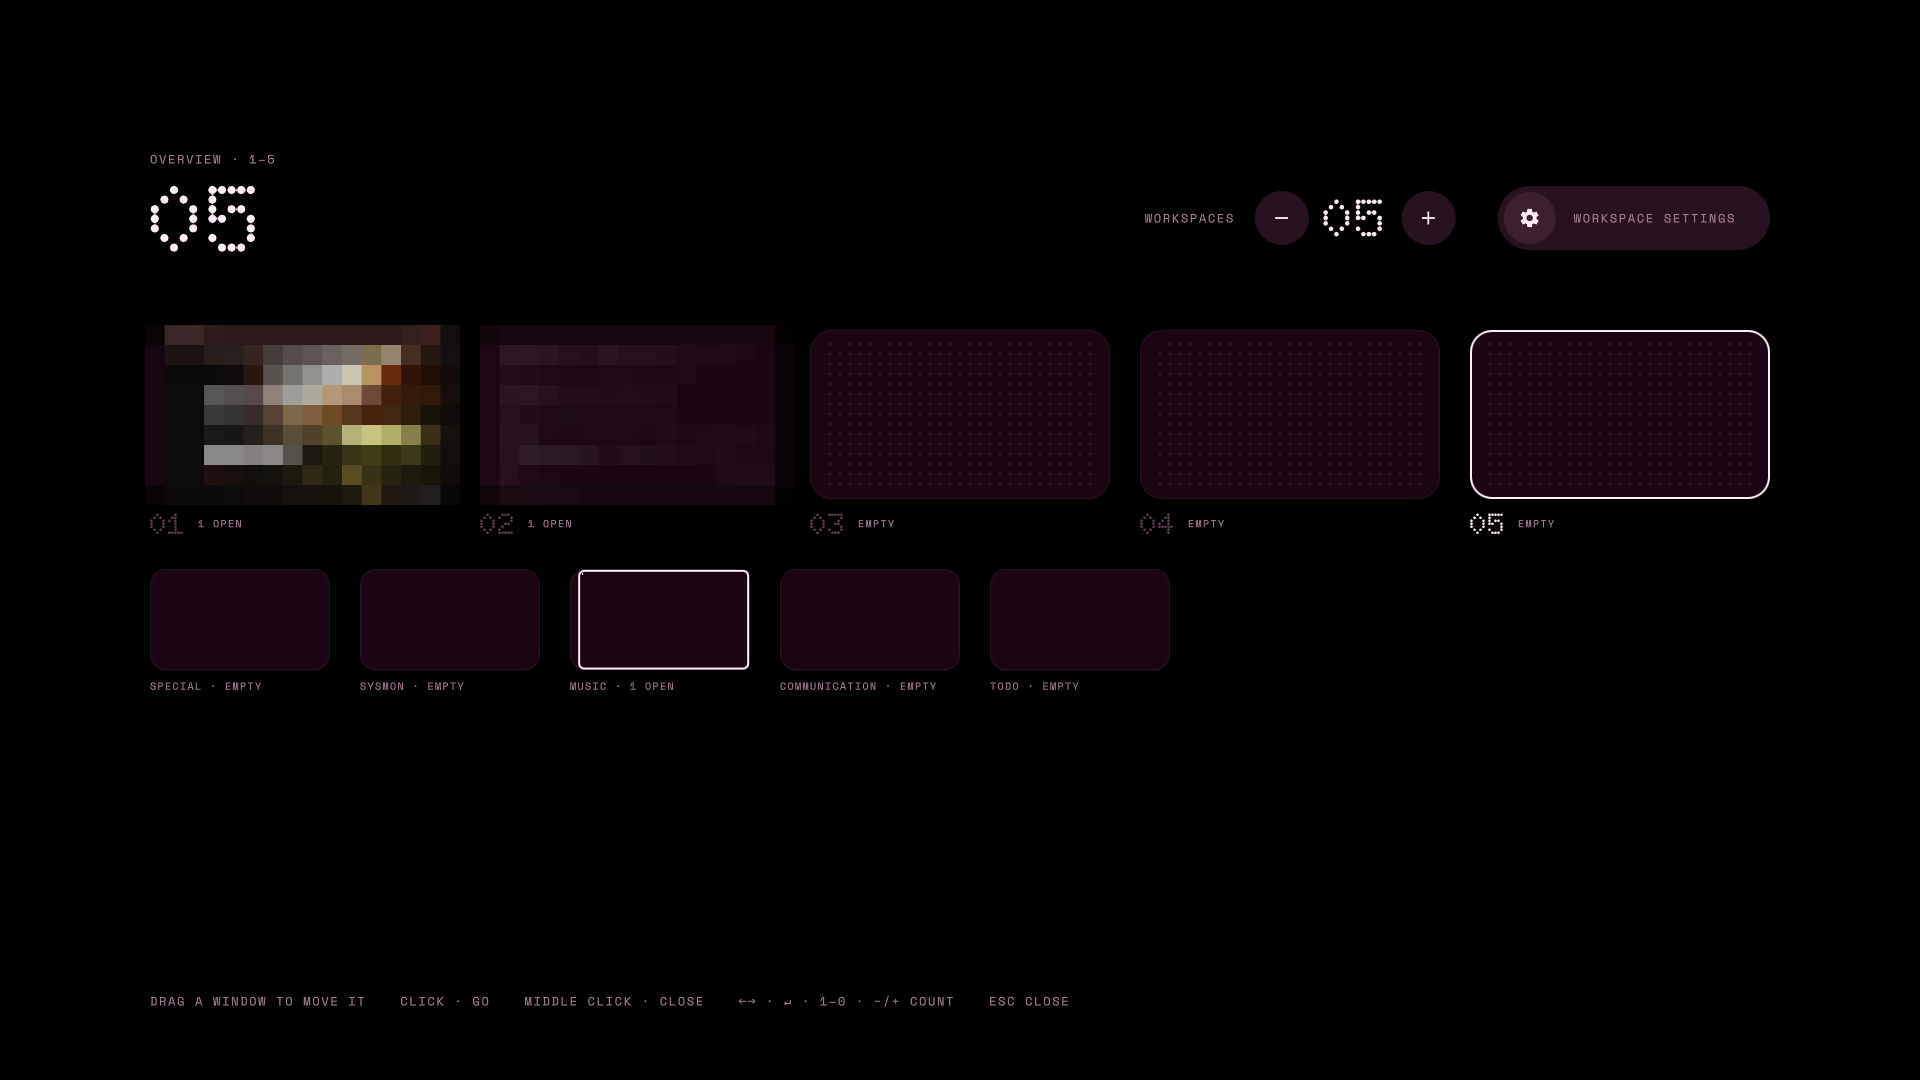 OVERVIEW · 1–5
05
WORKSPACES − 05 + WORKSPACE SETTINGS
01 1 OPEN
02 1 OPEN
03 EMPTY
04 EMPTY
05 EMPTY
SPECIAL · EMPTY
SYSMON · EMPTY
MUSIC · 1 OPEN
COMMUNICATION · EMPTY
TODO · EMPTY
DRAG A WINDOW TO MOVE IT CLICK · GO MIDDLE CLICK · CLOSE ←→ · ↵ · 1–0 · −/+ COUNT ESC CLOSE